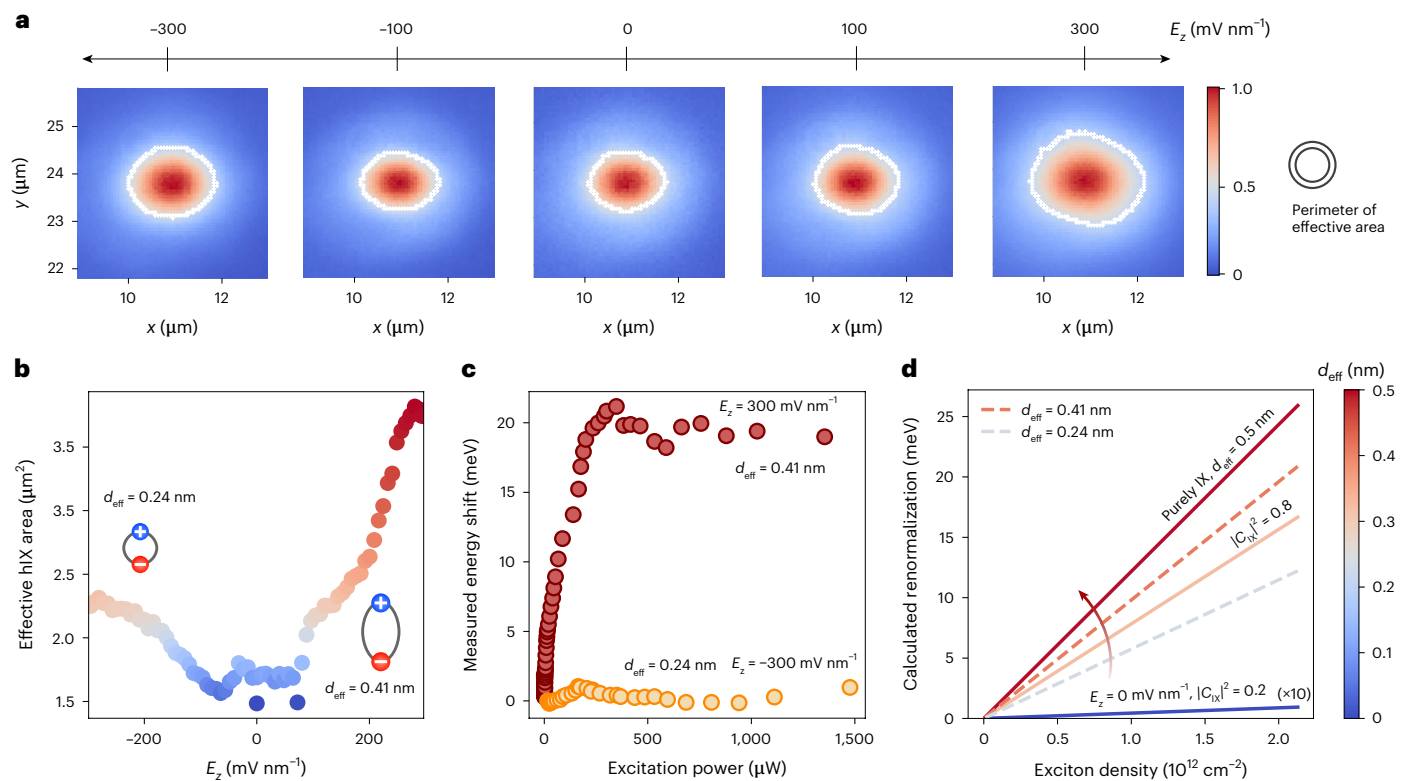 a
−300
−100
0
100
300
E_z (mV nm⁻¹)
25
24
23
22
y (μm)
10
12
x (μm)
10
12
x (μm)
10
12
x (μm)
10
12
x (μm)
10
12
x (μm)
1.0
0.5
0
Perimeter of
effective area
b
3.5
3.5
2.5
2.0
1.5
Effective hIX area (μm²)
d_eff = 0.24 nm
+
−
+
−
d_eff = 0.41 nm
−200
0
200
E_z (mV nm⁻¹)
c
20
15
10
5
0
Measured energy shift (meV)
E_z = 300 mV nm⁻¹
d_eff = 0.41 nm
d_eff = 0.24 nm
E_z = −300 mV nm⁻¹
0
500
1,000
1,500
Excitation power (μW)
d
25
20
15
10
5
0
Calculated renormalization (meV)
d_eff = 0.41 nm
d_eff = 0.24 nm
Purely IX, d_eff = 0.5 nm
|C_IX|² = 0.8
E_z = 0 mV nm⁻¹, |C_IX|² = 0.2 (×10)
0
0.5
1.0
1.5
2.0
Exciton density (10¹² cm⁻²)
d_eff (nm)
0.5
0.4
0.3
0.2
0.1
0